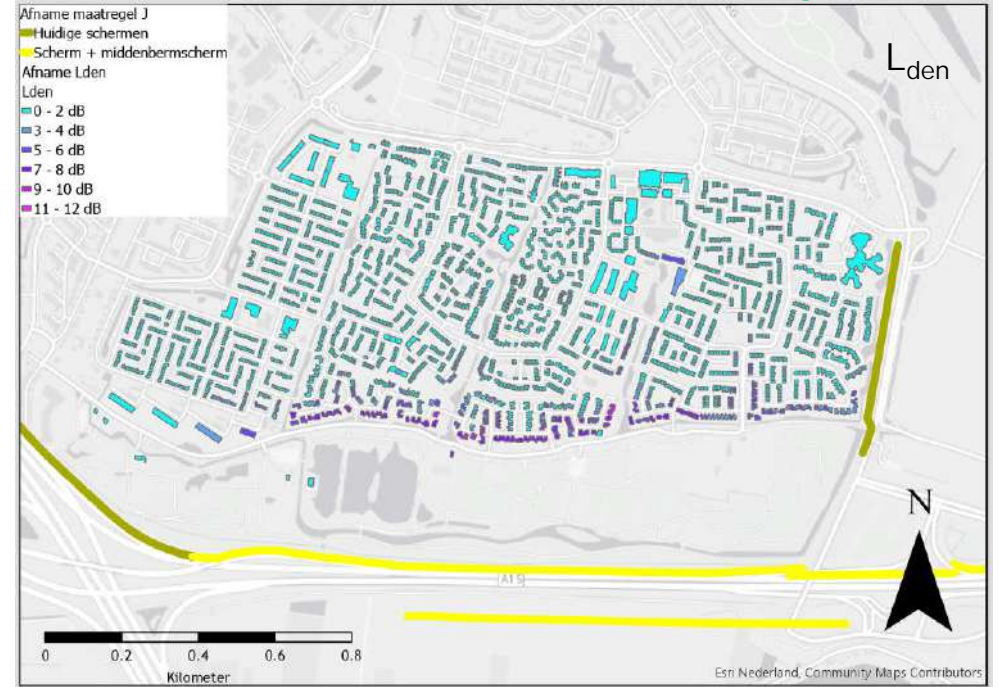 Afname maatregel J
Huidige schermen
Scherm + middenbermscherm
Afname Lden
Lden
0 - 2 dB
3 - 4 dB
5 - 6 dB
7 - 8 dB
9 - 10 dB
11 - 12 dB
Lden
N
A15
0 0.2 0.4 0.6 0.8
Kilometer
Esri Nederland, Community Maps Contributors